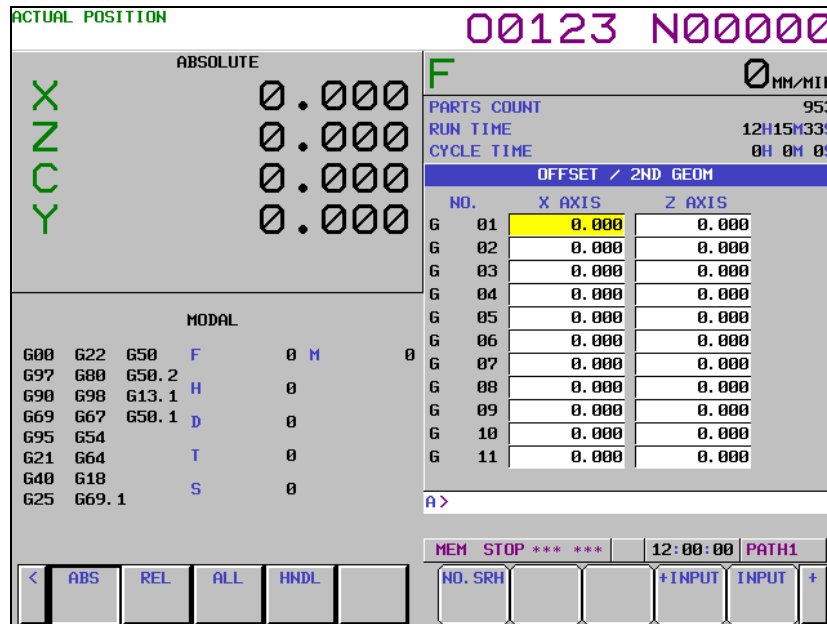 ACTUAL POSITION
O0123 N00000
ABSOLUTE
X 0.000
Z 0.000
C 0.000
Y 0.000
F 0 MM/MI
PARTS COUNT 953
RUN TIME 12H15M33S
CYCLE TIME 0H 0M 0S
OFFSET / 2ND GEOM
NO. X AXIS Z AXIS
G 01 0.000 0.000
G 02 0.000 0.000
G 03 0.000 0.000
G 04 0.000 0.000
G 05 0.000 0.000
G 06 0.000 0.000
G 07 0.000 0.000
G 08 0.000 0.000
G 09 0.000 0.000
G 10 0.000 0.000
G 11 0.000 0.000
MODAL
G00 G22 G50 F 0 M 0
G97 G80 G50.2
G90 G98 G13.1 H 0
G69 G67 G50.1 D 0
G95 G54
G21 G64 T 0
G40 G18 S 0
G25 G69.1
A>
MEM STOP *** *** 12:00:00 PATH1
< ABS REL ALL HNDL
NO.SRH +INPUT INPUT +